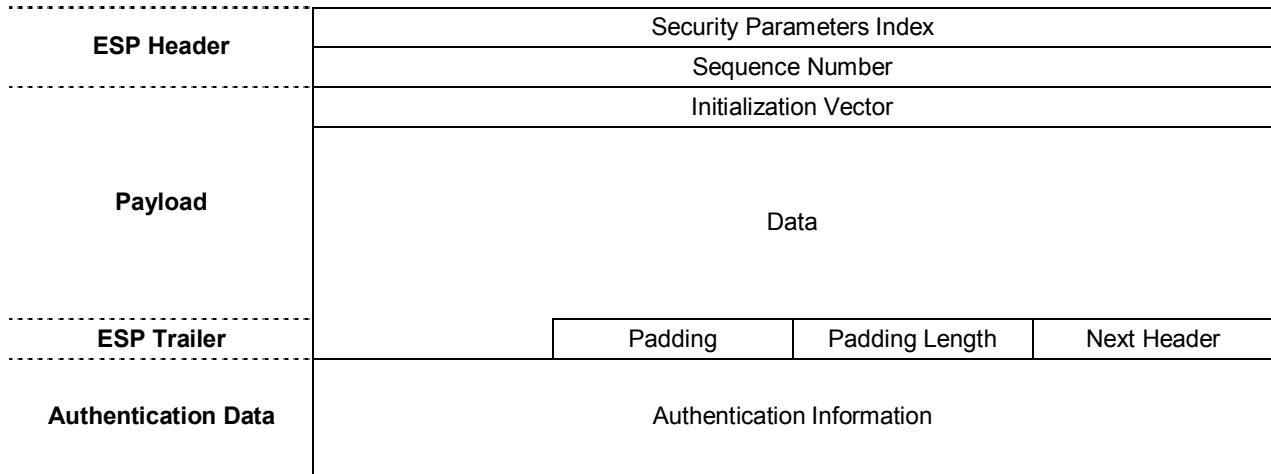 ESP Header
Security Parameters Index
Sequence Number
Payload
Initialization Vector
Data
ESP Trailer
Padding Padding Length Next Header
Authentication Data
Authentication Information